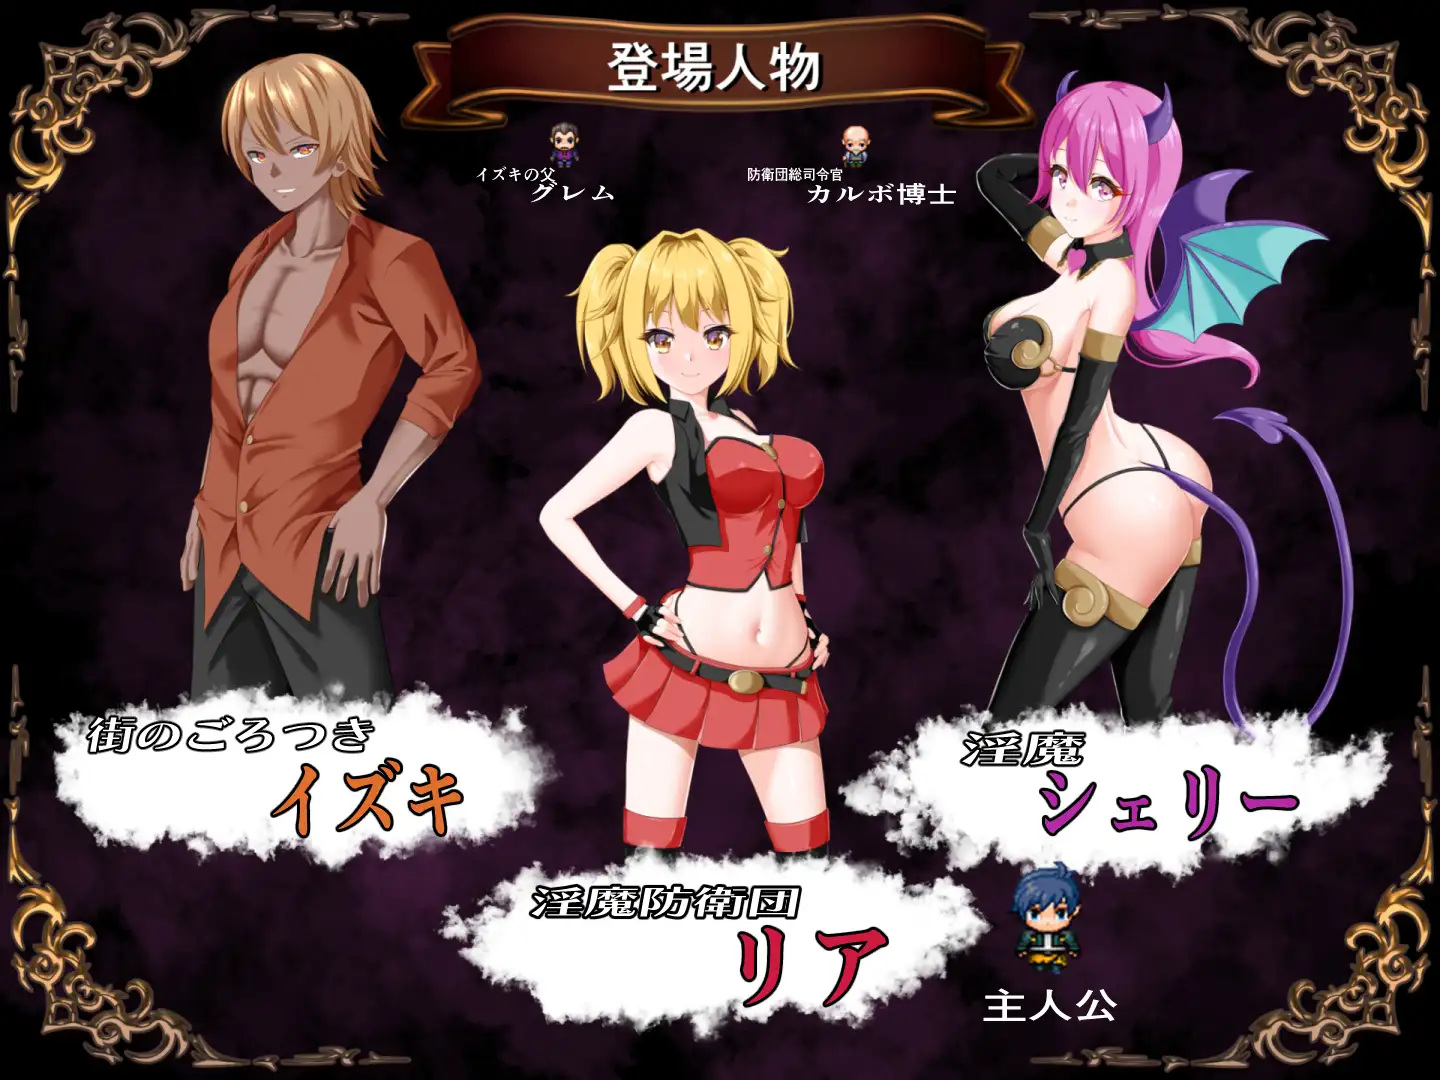 登場人物
イズキの父
グレム
防衛団総司令官
カルボ博士
街のごろつき
イズキ
淫魔
シェリー
淫魔防衛団
リア
主人公